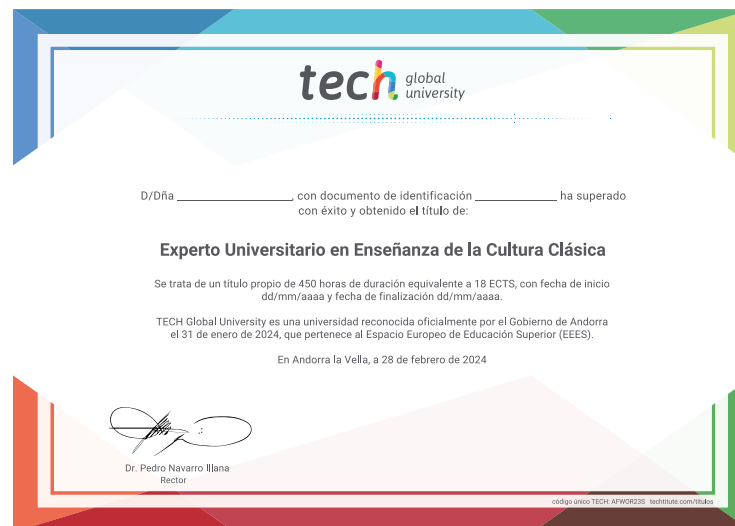 tech global university
D/Dña ____________________, con documento de identificación ______________ ha superado
con éxito y obtenido el título de:
Experto Universitario en Enseñanza de la Cultura Clásica
Se trata de un título propio de 450 horas de duración equivalente a 18 ECTS, con fecha de inicio
dd/mm/aaaa y fecha de finalización dd/mm/aaaa.
TECH Global University es una universidad reconocida oficialmente por el Gobierno de Andorra
el 31 de enero de 2024, que pertenece al Espacio Europeo de Educación Superior (EEES).
En Andorra la Vella, a 28 de febrero de 2024
Dr. Pedro Navarro Illana
Rector
código único TECH: AFWOR23S techtitute.com/titulos